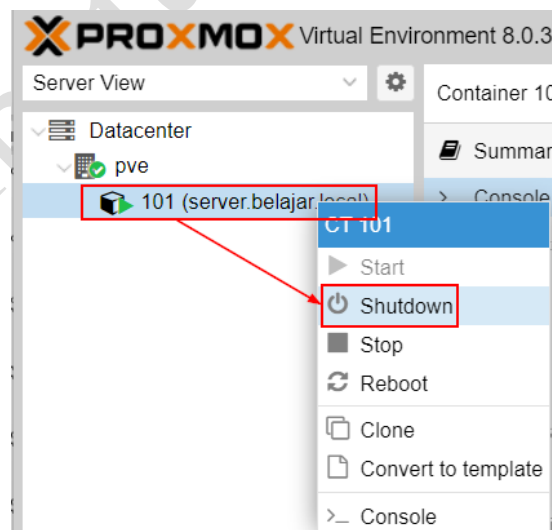 PROXMOX Virtual Environment 8.0.3
Server View
Container 10
Datacenter
Summar
pve
101 (server.belajar.local)
Console
CT 101
Start
Shutdown
Stop
Reboot
Clone
Convert to template
>_ Console